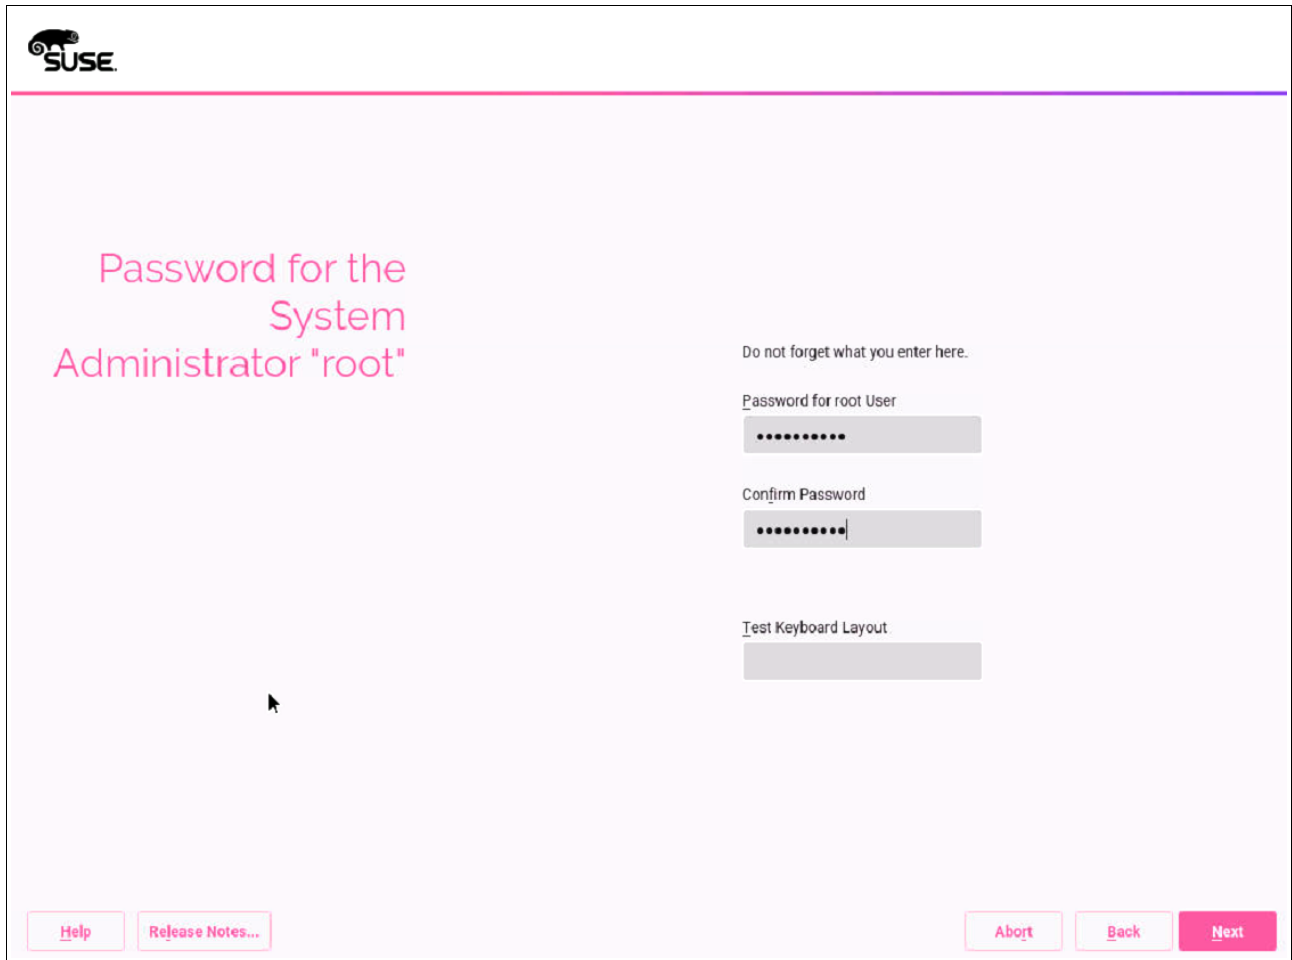 SUSE.
Password for the
System
Administrator "root"
Do not forget what you enter here.
Password for root User
••••••••••
Confirm Password
••••••••••
Test Keyboard Layout
Help
Release Notes...
Abort
Back
Next